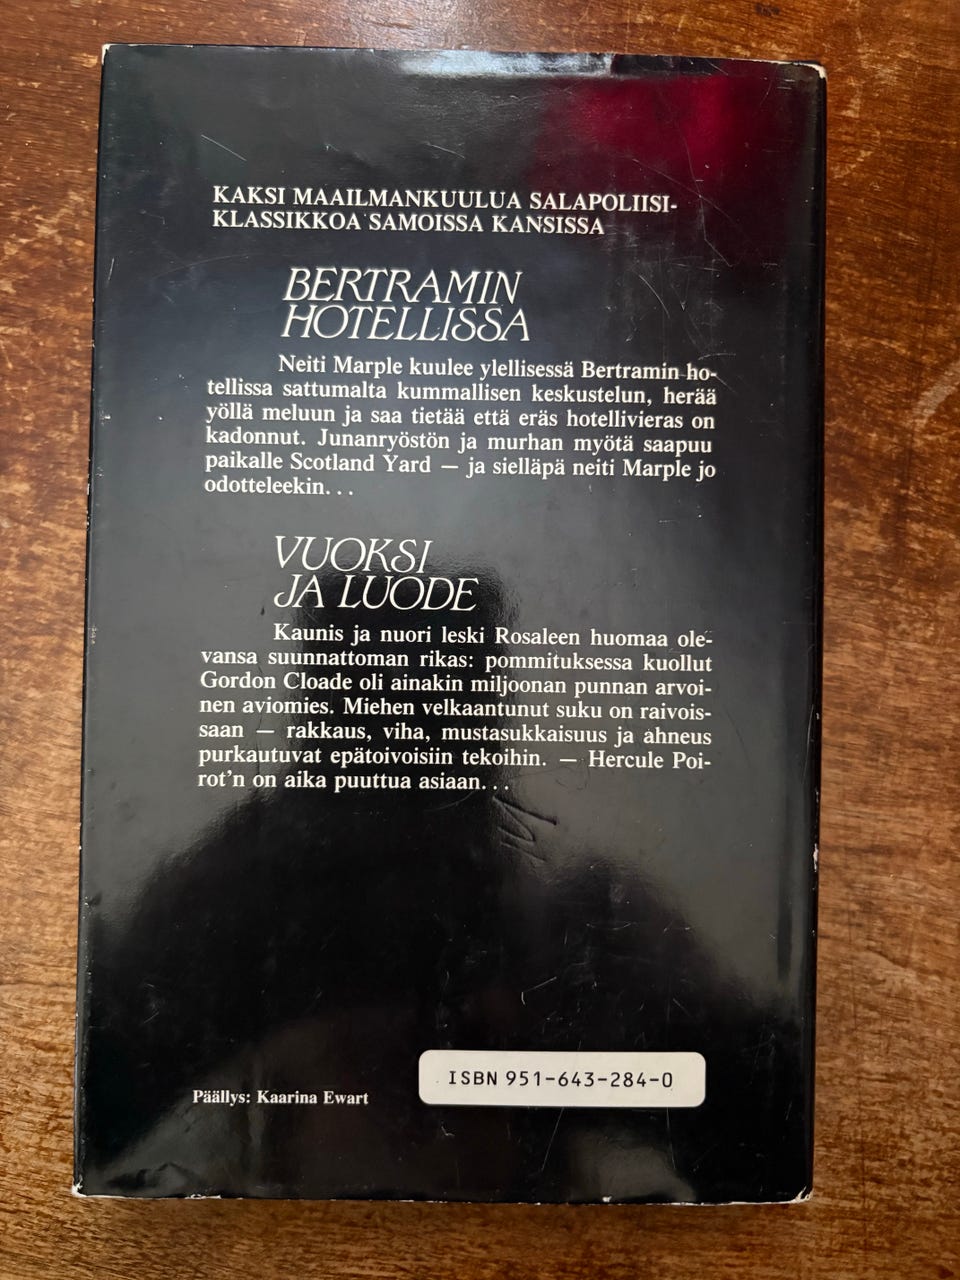 KAKSI MAAILMANKUULUA SALAPOLIISI-
KLASSIKKOA SAMOISSA KANSISSA
BERTRAMIN
HOTELLISSA
Neiti Marple kuulee ylellisessä Bertramin ho-
tellissa sattumalta kummallisen keskustelun, herää
yöllä meluun ja saa tietää että eräs hotellivieras on
kadonnut. Junanryöstön ja murhan myötä saapuu
paikalle Scotland Yard — ja sielläpä neiti Marple jo
odotteleekin...
VUOKSI
JA LUODE
Kaunis ja nuori leski Rosaleen huomaa ole-
vansa suunnattoman rikas: pommituksessa kuollut
Gordon Cloade oli ainakin miljoonan punnan arvoi-
nen aviomies. Miehen velkaantunut suku on raivois-
saan — rakkaus, viha, mustasukkaisuus ja ahneus
purkautuvat epätoivoisiin tekoihin. — Hercule Poi-
rot'n on aika puuttua asiaan...
ISBN 951-643-284-0
Päällys: Kaarina Ewart